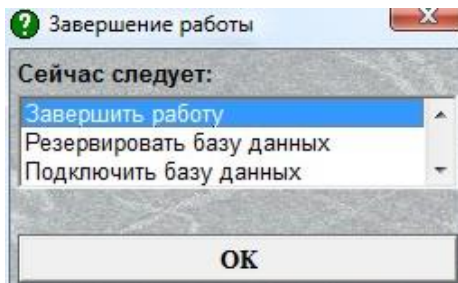 Завершение работы
Сейчас следует:
Завершить работу
Резервировать базу данных
Подключить базу данных
OK